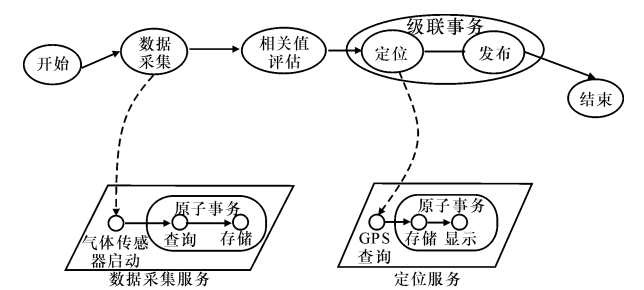 级联事务
开始
数据
采集
相关值
评估
定位
发布
结束
原子事务
气体传感
器启动
查询
存储
数据采集服务
原子事务
GPS
查询
存储
显示
定位服务